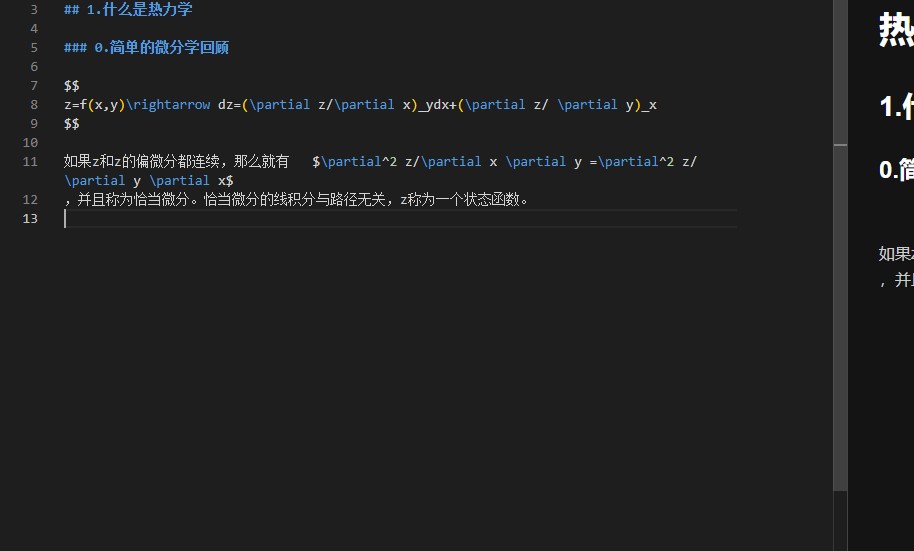 3 ## 1.什么是热力学
4
5 ### 0.简单的微分学回顾
6
7 $$
8 z=f(x,y)\rightarrow dz=(\partial z/\partial x)_ydx+(\partial z/ \partial y)_x
9 $$
10
11 如果z和z的偏微分都连续，那么就有 $\partial^2 z/\partial x \partial y =\partial^2 z/
\partial y \partial x$
12 ，并且称为恰当微分。恰当微分的线积分与路径无关，z称为一个状态函数。
13
热
1.什
0.简
如果z
，并且